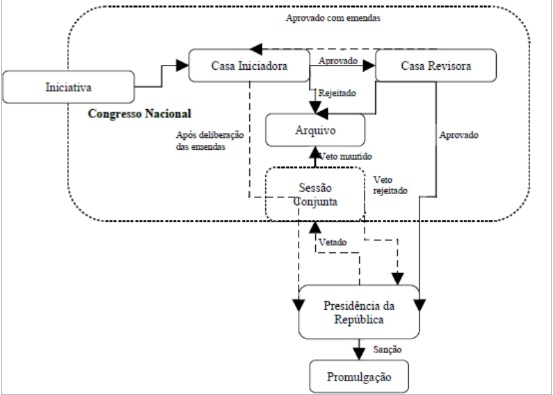 Aprovado com emendas
Casa Iniciadora
Aprovado
Casa Revisora
Iniciativa
Rejeitado
Congresso Nacional
Arquivo
Após deliberação
das emendas
Aprovado
Veto mantido
Sessão
Conjunta
Veto
rejeitado
Vetado
Presidência da
República
Sanção
Promulgação